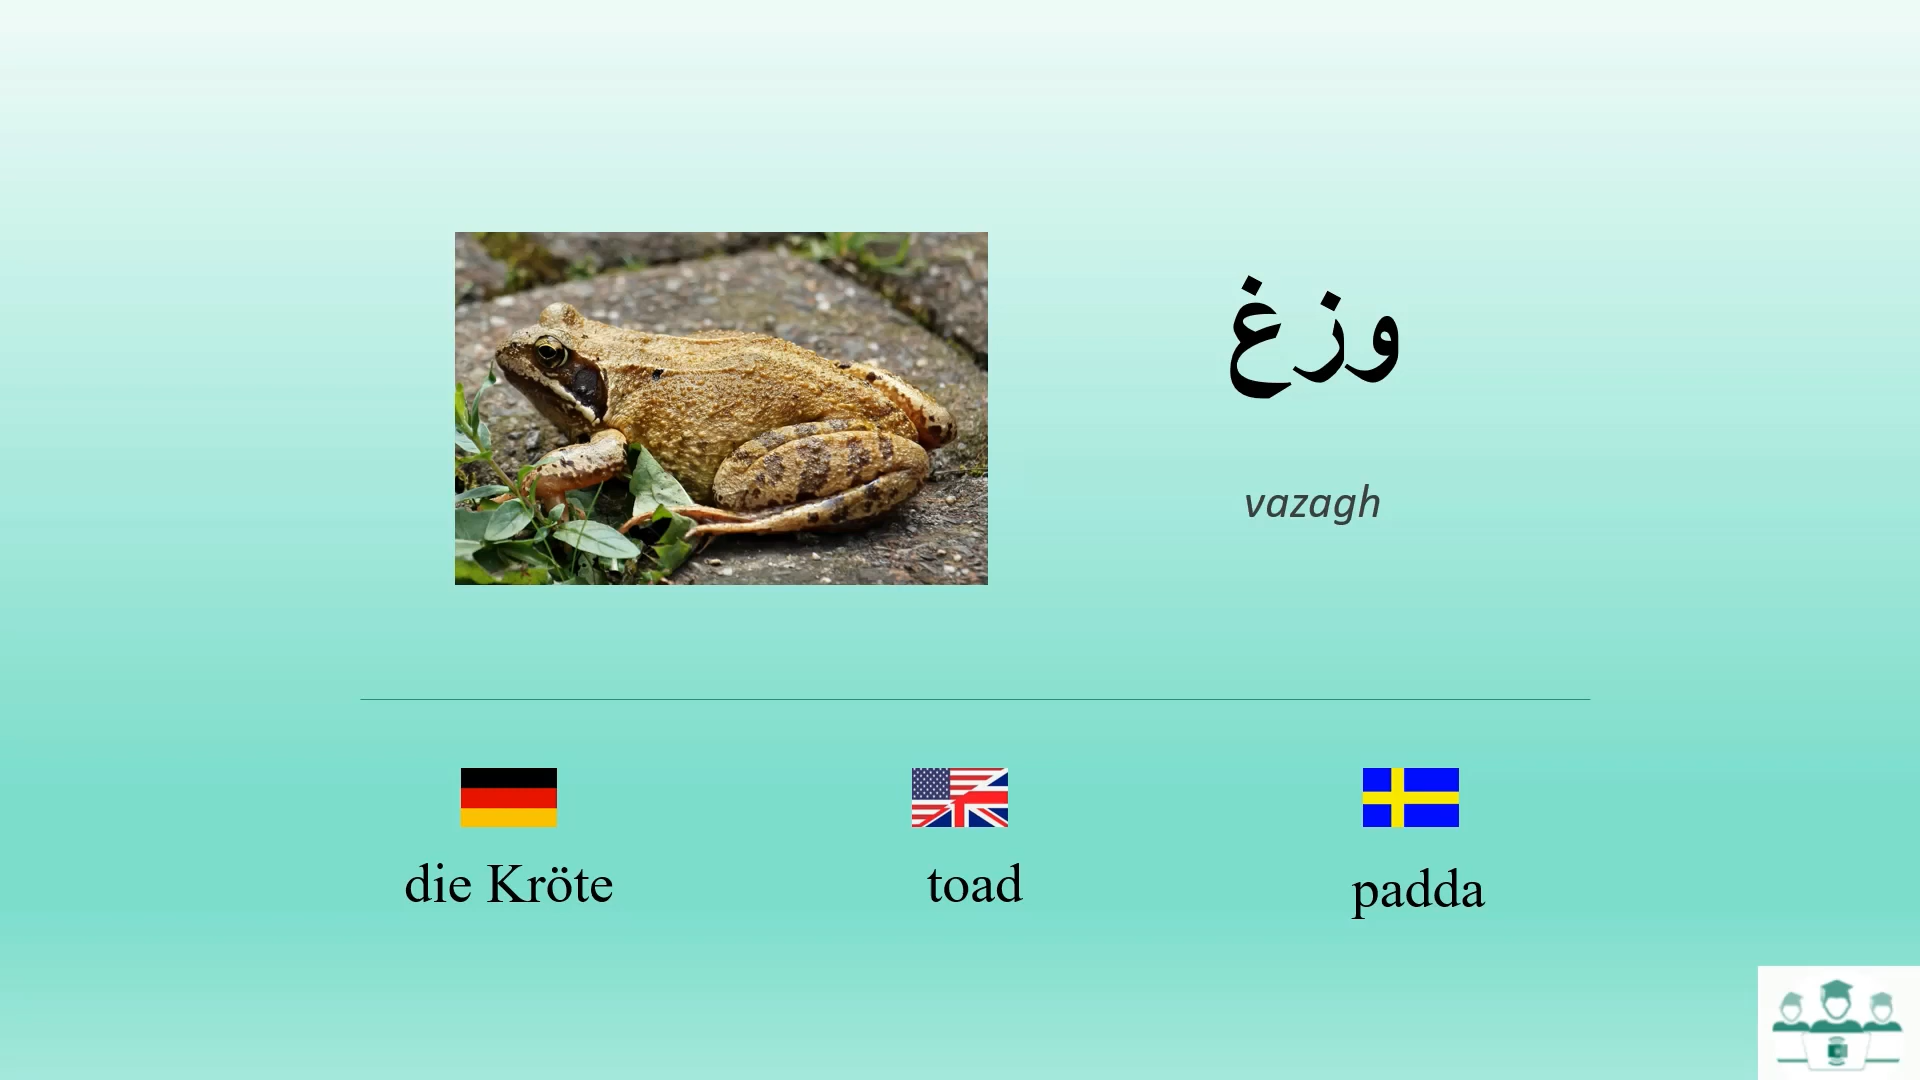 وزغ
vazagh
die Kröte
toad
padda